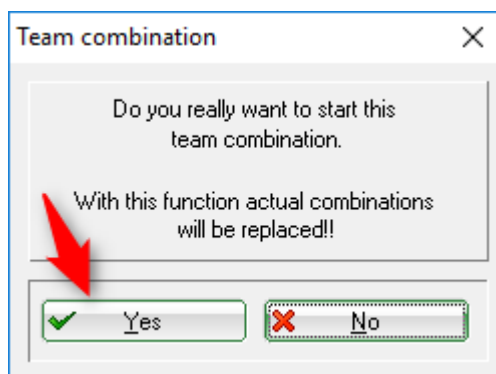 Team combination
Do you really want to start this
team combination.
With this function actual combinations
will be replaced!!
Yes
No